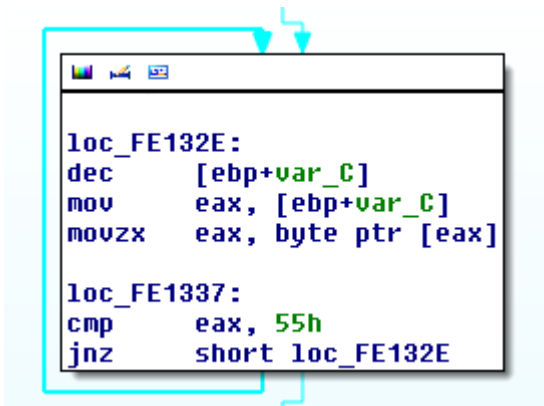 loc_FE132E:
dec [ebp+var_C]
mov eax, [ebp+var_C]
movzx eax, byte ptr [eax]
loc_FE1337:
cmp eax, 55h
jnz short loc_FE132E